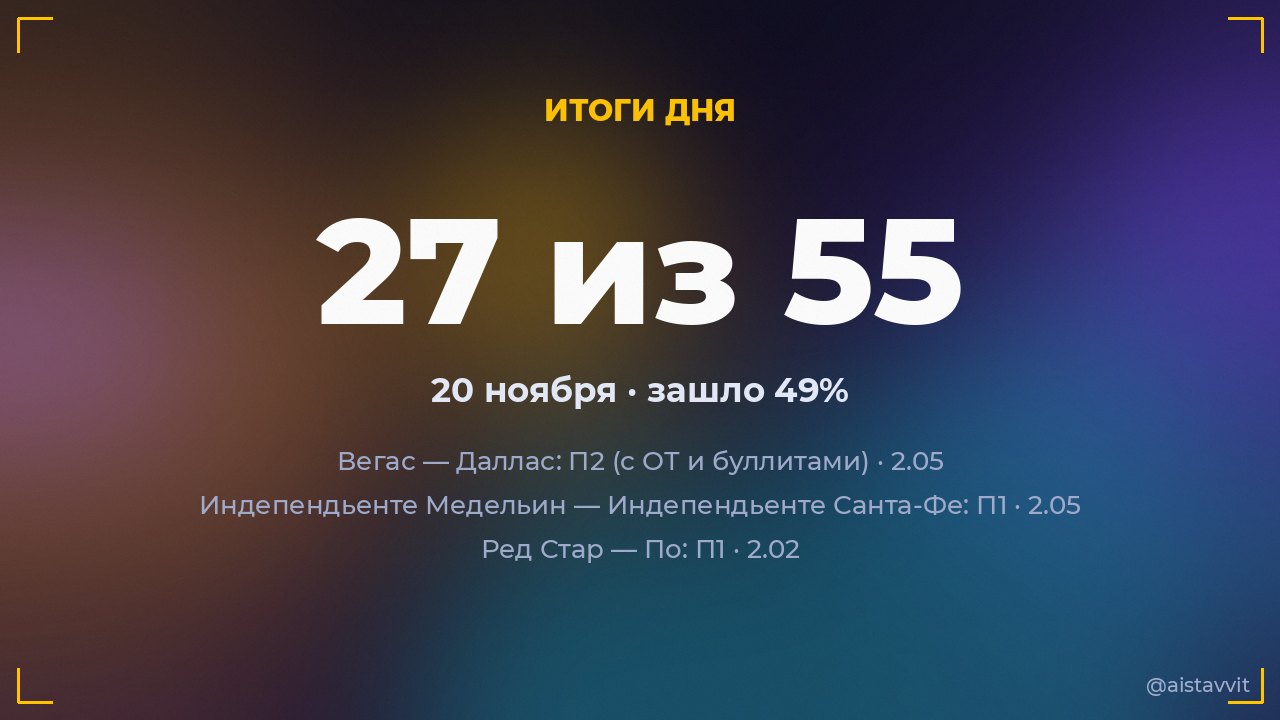 ИТОГИ ДНЯ
27 из 55
20 ноября · зашло 49%
Вегас — Даллас: П2 (с ОТ и буллитами) · 2.05
Индепендьенте Медельин — Индепендьенте Санта-Фе: П1 · 2.05
Ред Стар — По: П1 · 2.02
@aistavvit